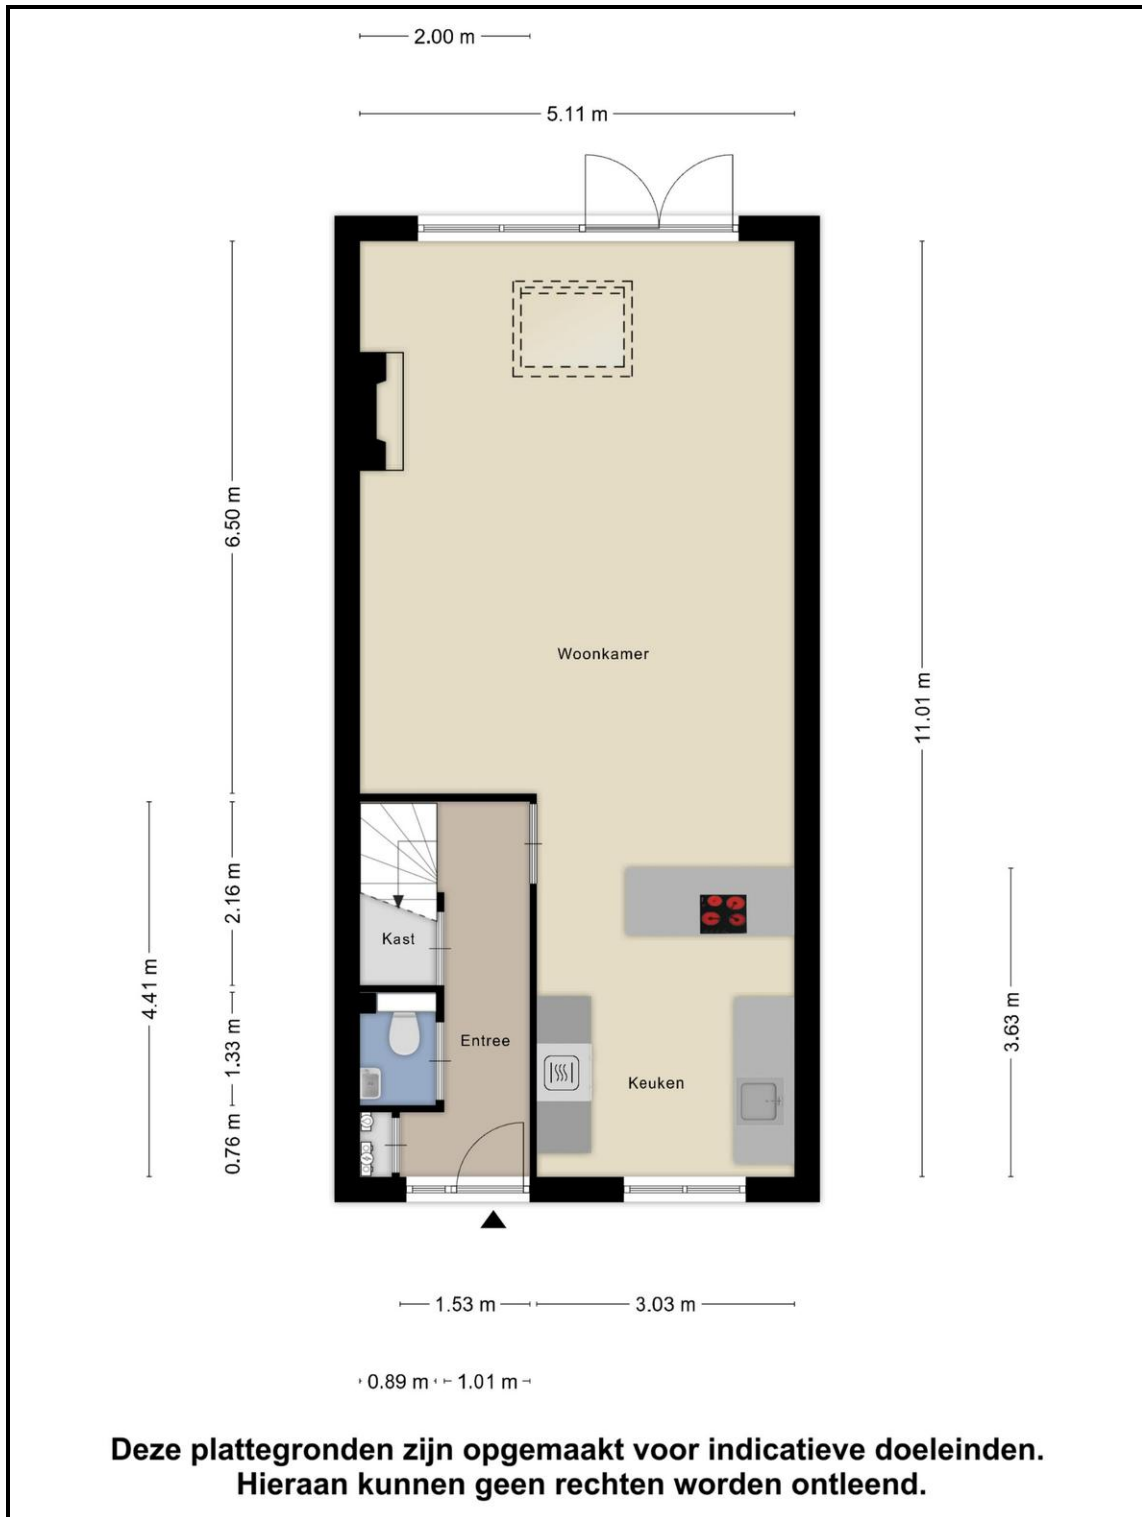 2.00 m
5.11 m
6.50 m
11.01 m
Woonkamer
2.16 m
Kast
4.41 m
1.33 m
3.63 m
Entree
Keuken
0.76 m
1.53 m
3.03 m
0.89 m
1.01 m
Deze plattegronden zijn opgemaakt voor indicatieve doeleinden.
Hieraan kunnen geen rechten worden ontleend.